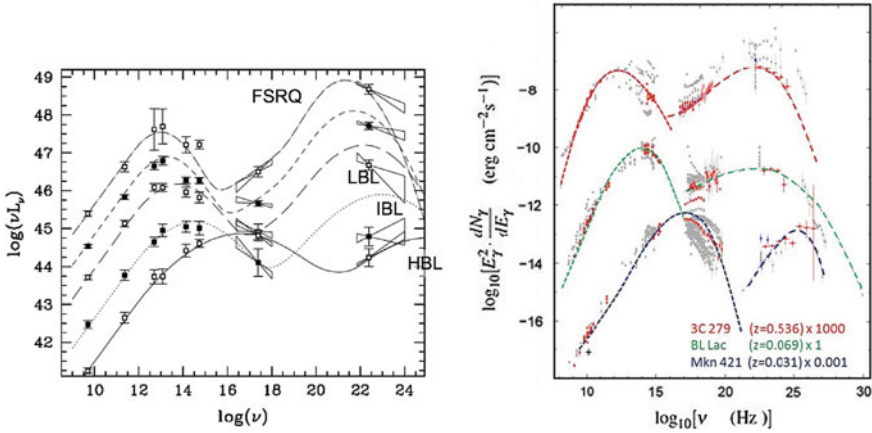 log(νLν)
49
48
47
46
45
44
43
42
FSRQ
LBL
IBL
HBL
10 12 14 16 18 20 22 24
log(ν)
log₁₀[E²γ · dNγ/dEγ (erg cm⁻²s⁻¹)]
-8
-10
-12
-14
-16
3C 279 (z=0.536) x 1000
BL Lac (z=0.069) x 1
Mkn 421 (z=0.031) x 0.001
10 15 20 25 30
log₁₀[ν (Hz)]